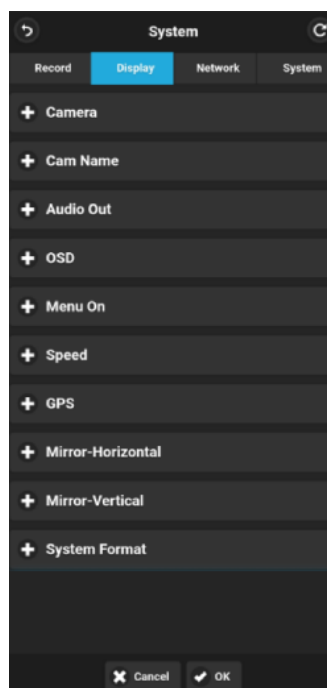 System
Record Display Network System
Camera
Cam Name
Audio Out
OSD
Menu On
Speed
GPS
Mirror-Horizontal
Mirror-Vertical
System Format
Cancel OK